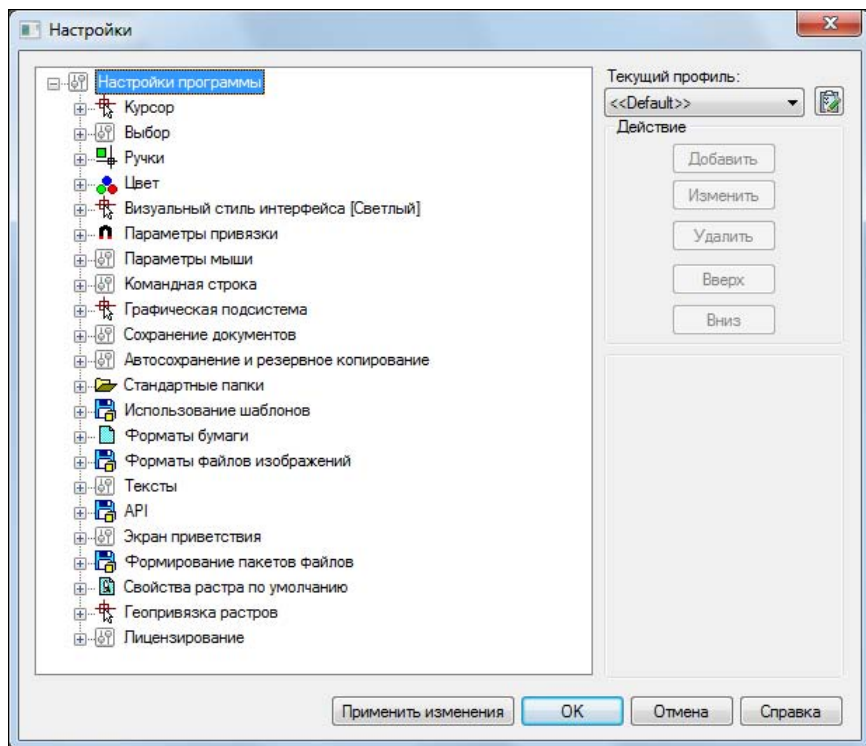 Настройки
Настройки программы
Курсор
Выбор
Ручки
Цвет
Визуальный стиль интерфейса [Светлый]
Параметры привязки
Параметры мыши
Командная строка
Графическая подсистема
Сохранение документов
Автосохранение и резервное копирование
Стандартные папки
Использование шаблонов
Форматы бумаги
Форматы файлов изображений
Тексты
API
Экран приветствия
Формирование пакетов файлов
Свойства растра по умолчанию
Геопривязка растров
Лицензирование
Текущий профиль:
<<Default>>
Действие
Добавить
Изменить
Удалить
Вверх
Вниз
Применить изменения
OK
Отмена
Справка